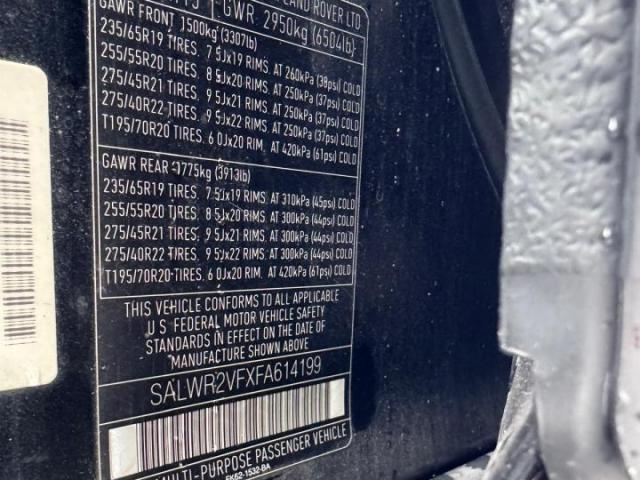 LAND ROVER LTD
GWR: 2950kg (6504lb)
GAWR FRONT 1500kg (3307lb)
235/65R19 TIRES. 7 5Jx19 RIMS. AT 260kPa (38psi) COLD
255/55R20 TIRES. 8 5Jx20 RIMS. AT 250kPa (37psi) COLD
275/45R21 TIRES. 9 5Jx21 RIMS. AT 250kPa (37psi) COLD
275/40R22 TIRES. 9 5Jx22 RIMS. AT 250kPa (37psi) COLD
T195/70R20 TIRES. 6 0Jx20 RIM. AT 420kPa (61psi) COLD
GAWR REAR 1775kg (3913lb)
235/65R19 TIRES. 7 5Jx19 RIMS. AT 310kPa (45psi) COLD
255/55R20 TIRES. 8 5Jx20 RIMS. AT 300kPa (44psi) COLD
275/45R21 TIRES. 9 5Jx21 RIMS. AT 300kPa (44psi) COLD
275/40R22 TIRES. 9 5Jx22 RIMS. AT 300kPa (44psi) COLD
T195/70R20 TIRES. 6 0Jx20 RIM. AT 420kPa (61psi) COLD
THIS VEHICLE CONFORMS TO ALL APPLICABLE
U S FEDERAL MOTOR VEHICLE SAFETY
STANDARDS IN EFFECT ON THE DATE OF
MANUFACTURE SHOWN ABOVE
SALWR2VFXFA614199
MULTI-PURPOSE PASSENGER VEHICLE
FK62-1532-BA